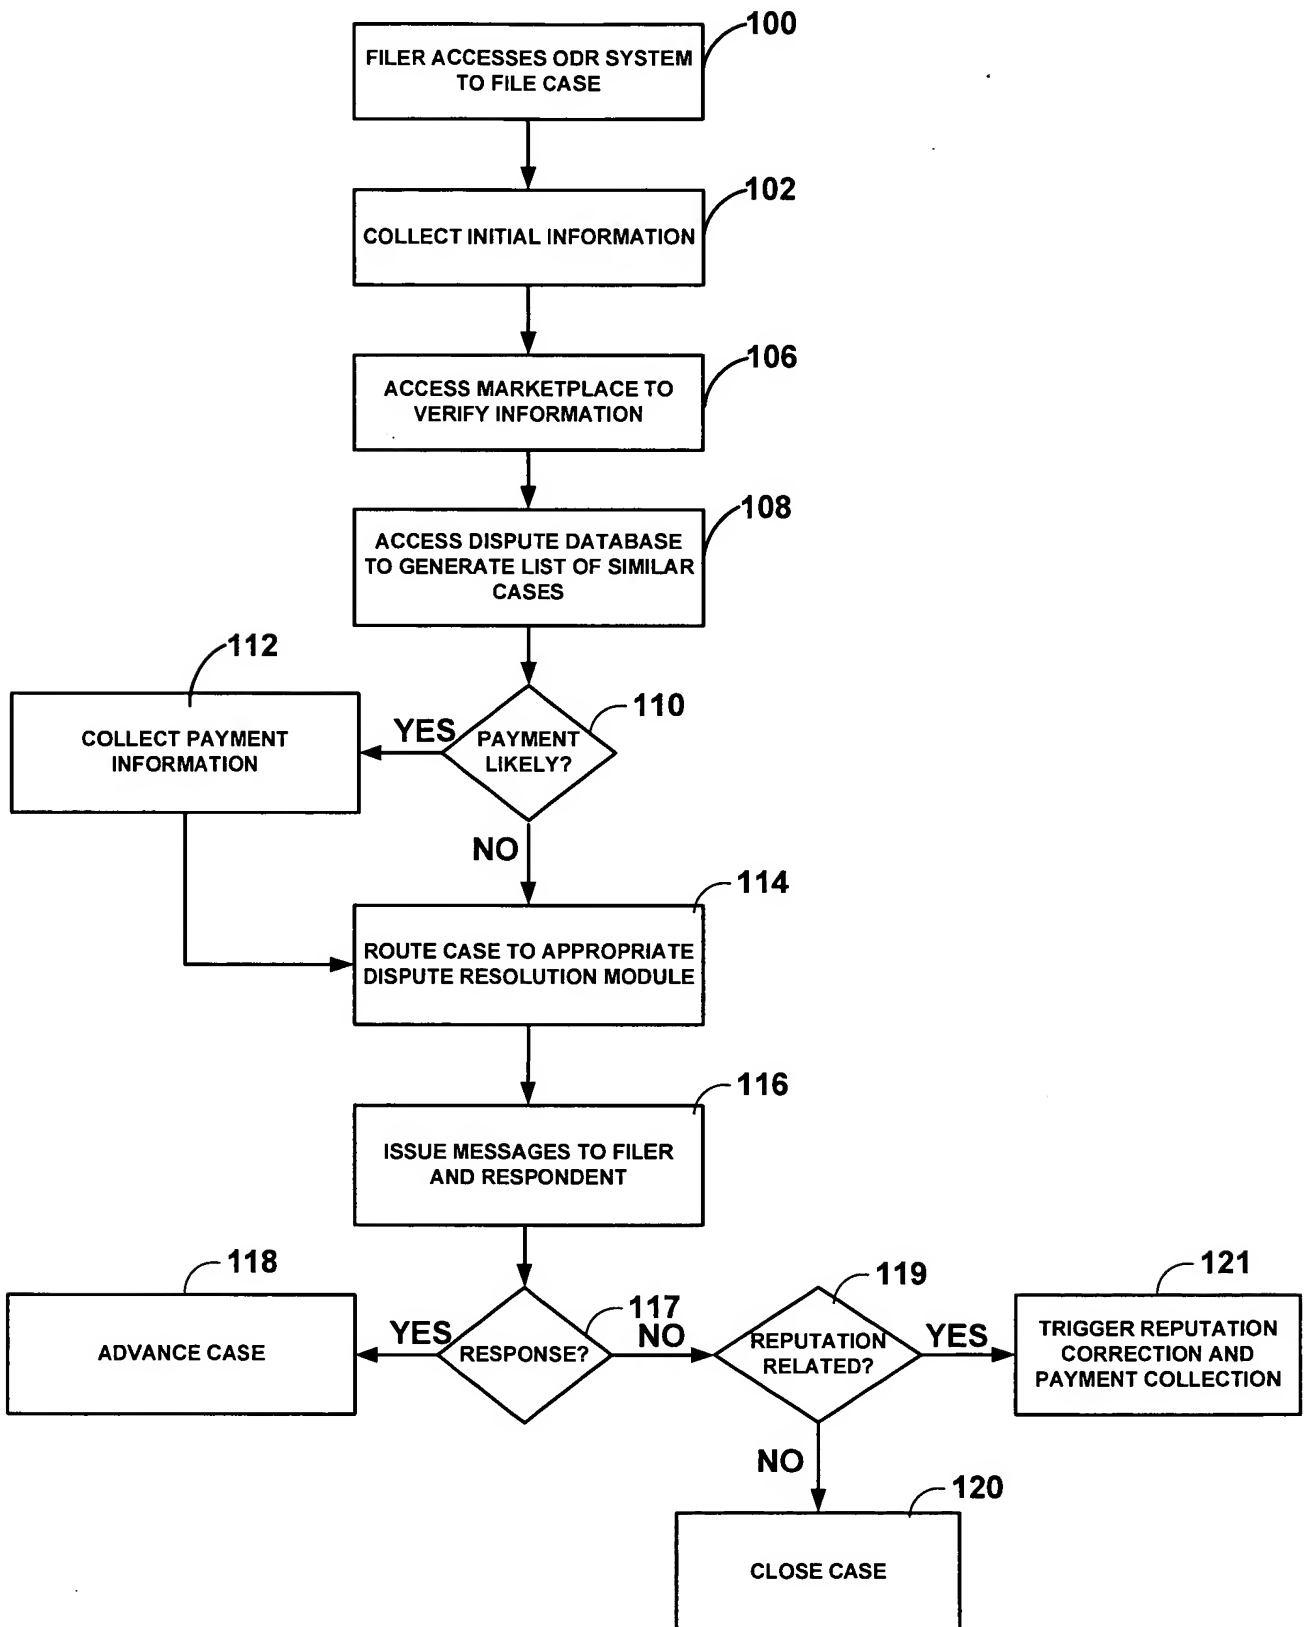 100
FILER ACCESSES ODR SYSTEM
TO FILE CASE
102
COLLECT INITIAL INFORMATION
106
ACCESS MARKETPLACE TO
VERIFY INFORMATION
108
ACCESS DISPUTE DATABASE
TO GENERATE LIST OF SIMILAR
CASES
112
COLLECT PAYMENT
INFORMATION
YES
110
PAYMENT
LIKELY?
NO
114
ROUTE CASE TO APPROPRIATE
DISPUTE RESOLUTION MODULE
116
ISSUE MESSAGES TO FILER
AND RESPONDENT
118
ADVANCE CASE
YES
117
RESPONSE?
NO
119
REPUTATION
RELATED?
YES
121
TRIGGER REPUTATION
CORRECTION AND
PAYMENT COLLECTION
NO
120
CLOSE CASE